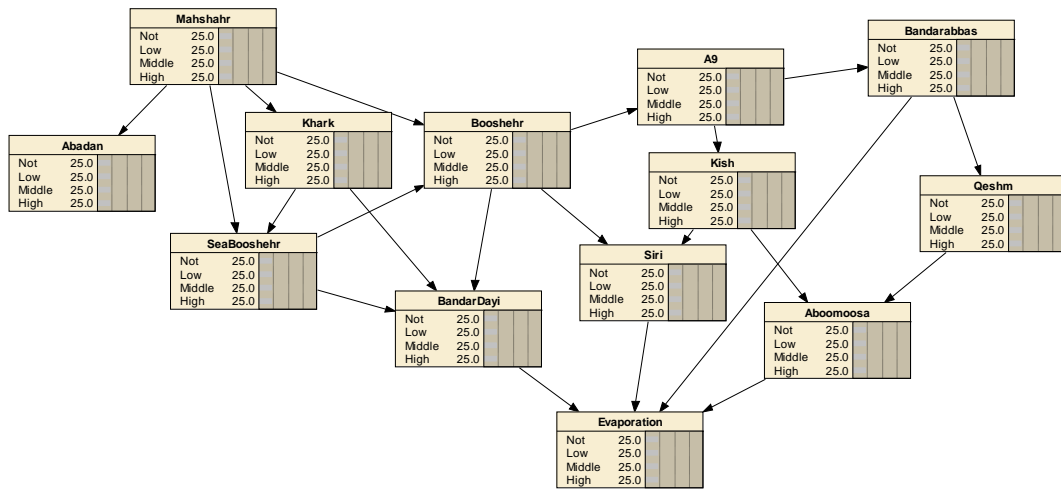 Mahshahr
Not 25.0
Low 25.0
Middle 25.0
High 25.0
Bandarabbas
Not 25.0
Low 25.0
Middle 25.0
High 25.0
A9
Not 25.0
Low 25.0
Middle 25.0
High 25.0
Khark
Not 25.0
Low 25.0
Middle 25.0
High 25.0
Booshehr
Not 25.0
Low 25.0
Middle 25.0
High 25.0
Abadan
Not 25.0
Low 25.0
Middle 25.0
High 25.0
Kish
Not 25.0
Low 25.0
Middle 25.0
High 25.0
Qeshm
Not 25.0
Low 25.0
Middle 25.0
High 25.0
SeaBooshehr
Not 25.0
Low 25.0
Middle 25.0
High 25.0
Siri
Not 25.0
Low 25.0
Middle 25.0
High 25.0
BandarDayi
Not 25.0
Low 25.0
Middle 25.0
High 25.0
Aboomoosa
Not 25.0
Low 25.0
Middle 25.0
High 25.0
Evaporation
Not 25.0
Low 25.0
Middle 25.0
High 25.0